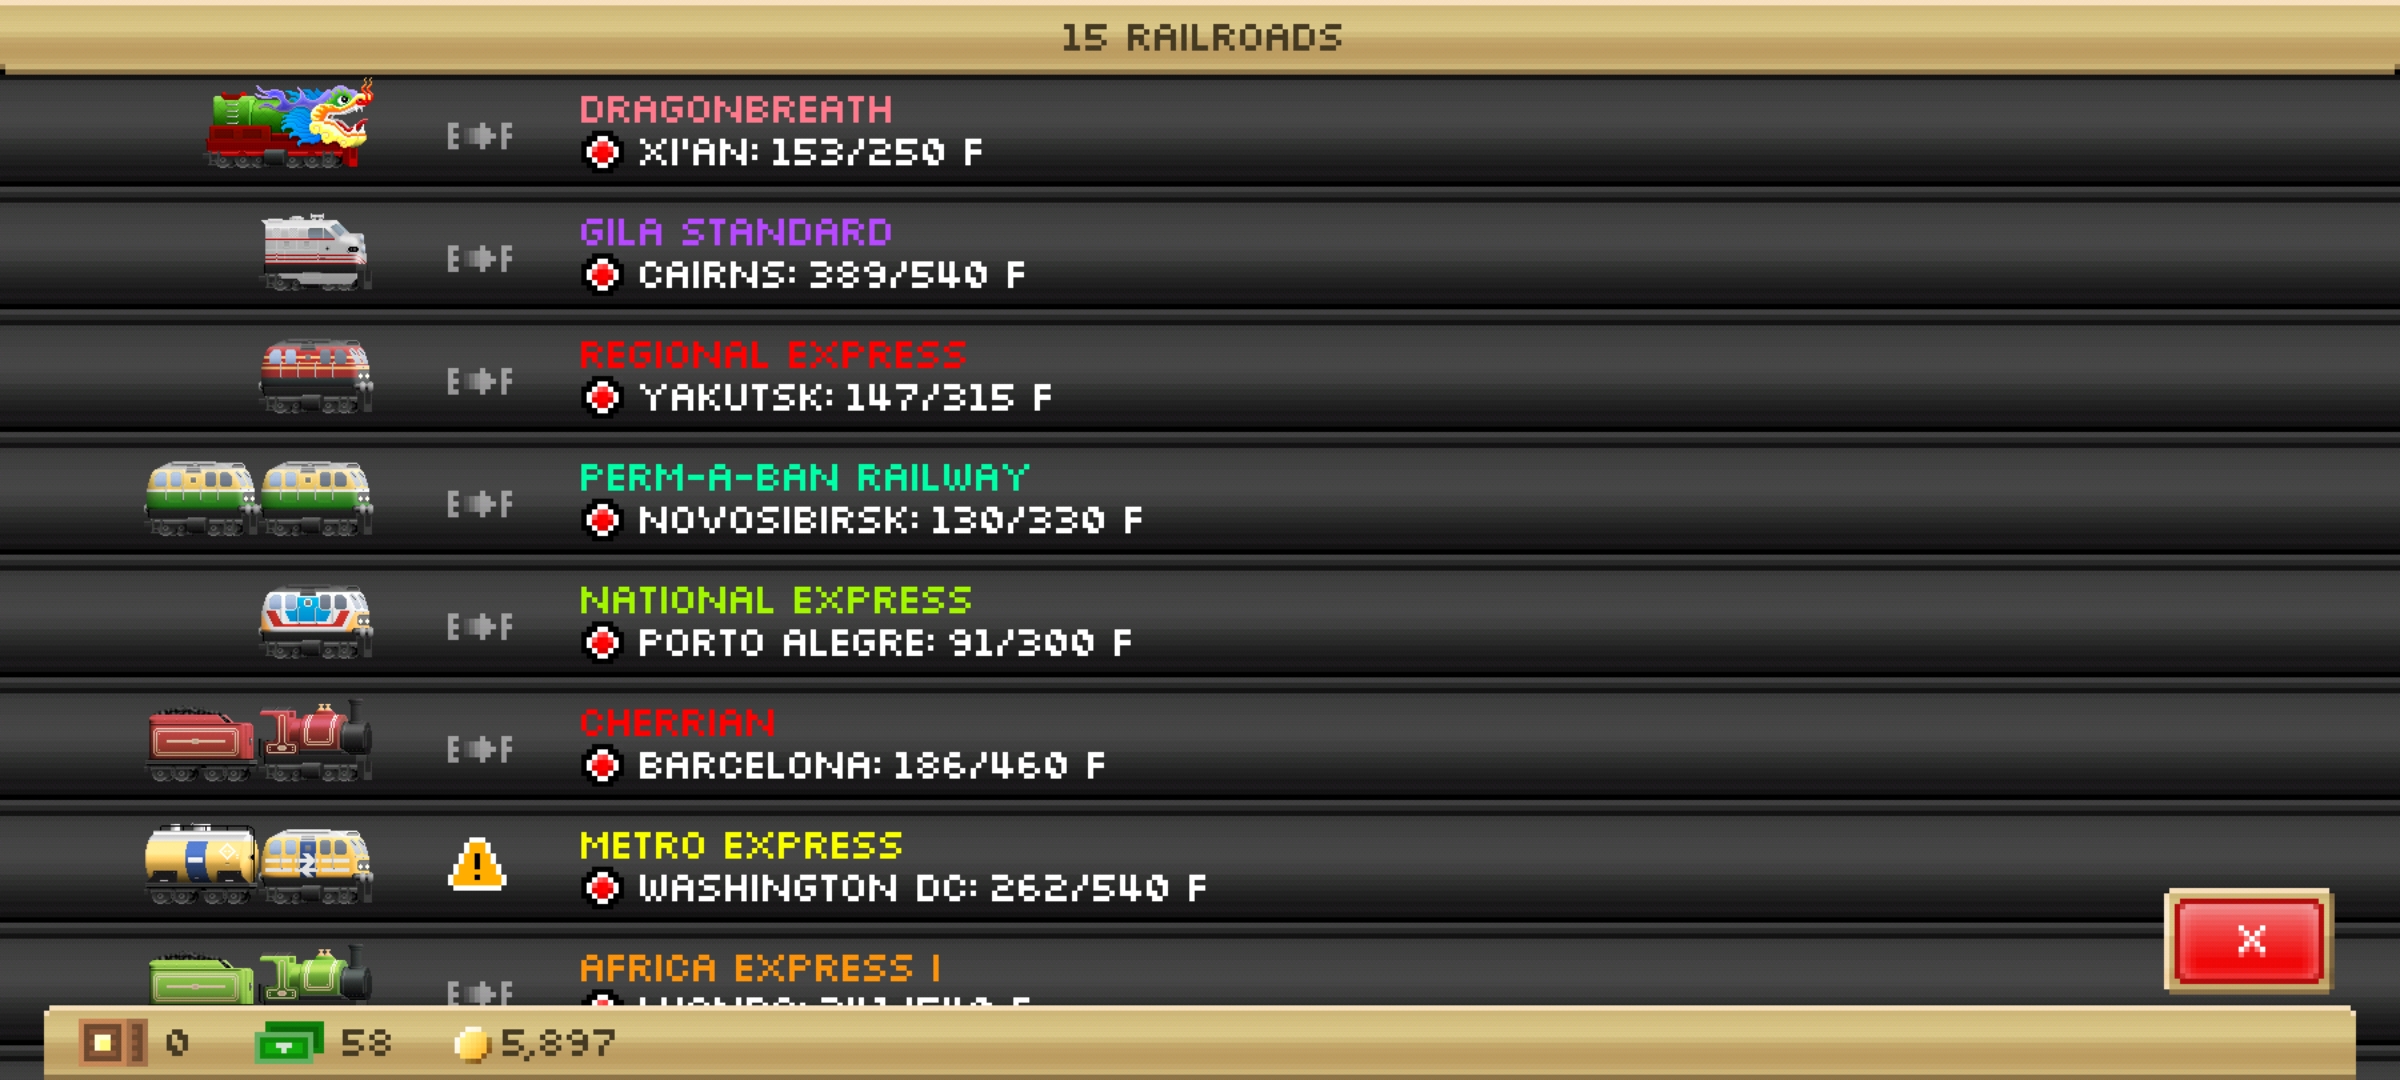 15 RAILROADS
DRAGONBREATH
E F XI'AN: 153/250 F
GILA STANDARD
E F CAIRNS: 389/540 F
REGIONAL EXPRESS
E F YAKUTSK: 147/315 F
PERM-A-BAN RAILWAY
E F NOVOSIBIRSK: 130/330 F
NATIONAL EXPRESS
E F PORTO ALEGRE: 91/300 F
CHERRIAN
E F BARCELONA: 186/460 F
METRO EXPRESS
! WASHINGTON DC: 262/540 F
AFRICA EXPRESS I
E F
X
0 58 5,897